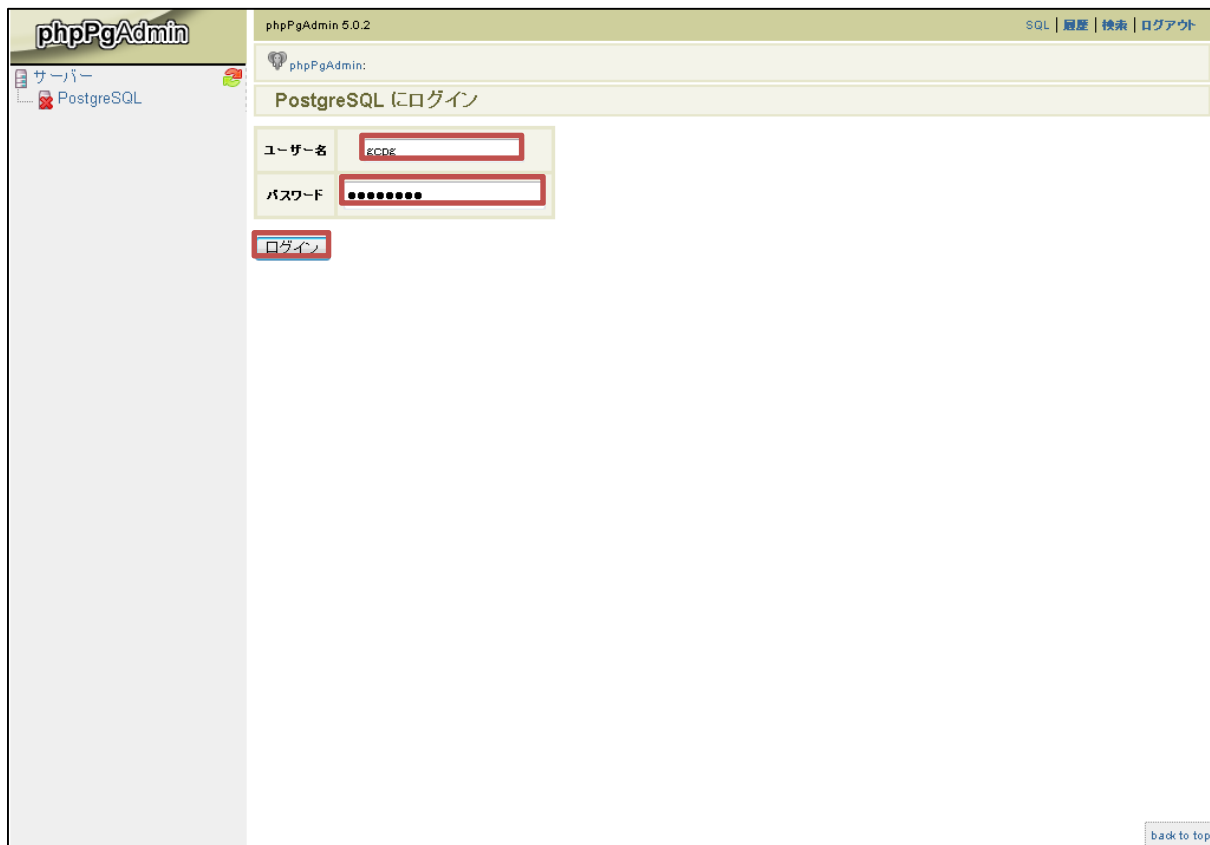 phpPgAdmin
phpPgAdmin 5.0.2
SQL | 履歴 | 検索 | ログアウト
サーバー
PostgreSQL
phpPgAdmin:
PostgreSQL にログイン
ユーザー名
gcpg
パスワード ●●●●●●●●
ログイン
back to top